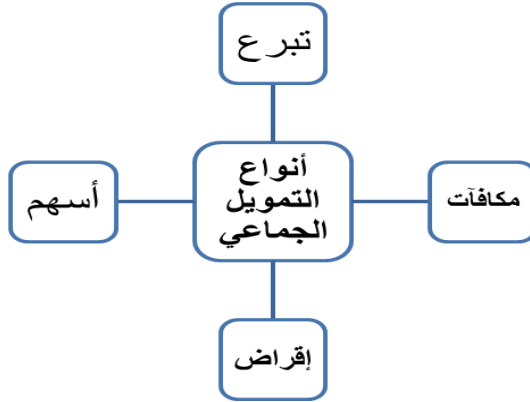 تبرع
أنواع
التمويل
الجماعي
مكافآت
أسهم
إقراض